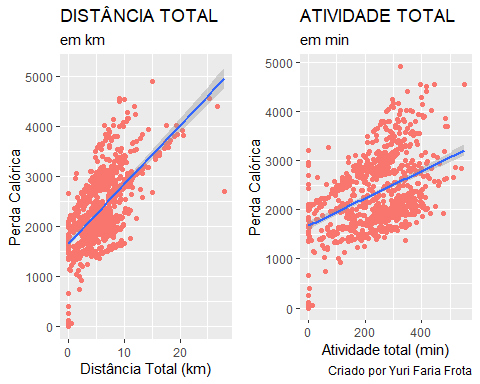 DISTÂNCIA TOTAL
em km
5000
4000
3000
2000
1000
0
Perda Calórica
0
10
20
Distância Total (km)
ATIVIDADE TOTAL
em min
5000
4000
3000
2000
1000
0
Perda Calórica
0
200
400
Atividade total (min)
Criado por Yuri Faria Frota